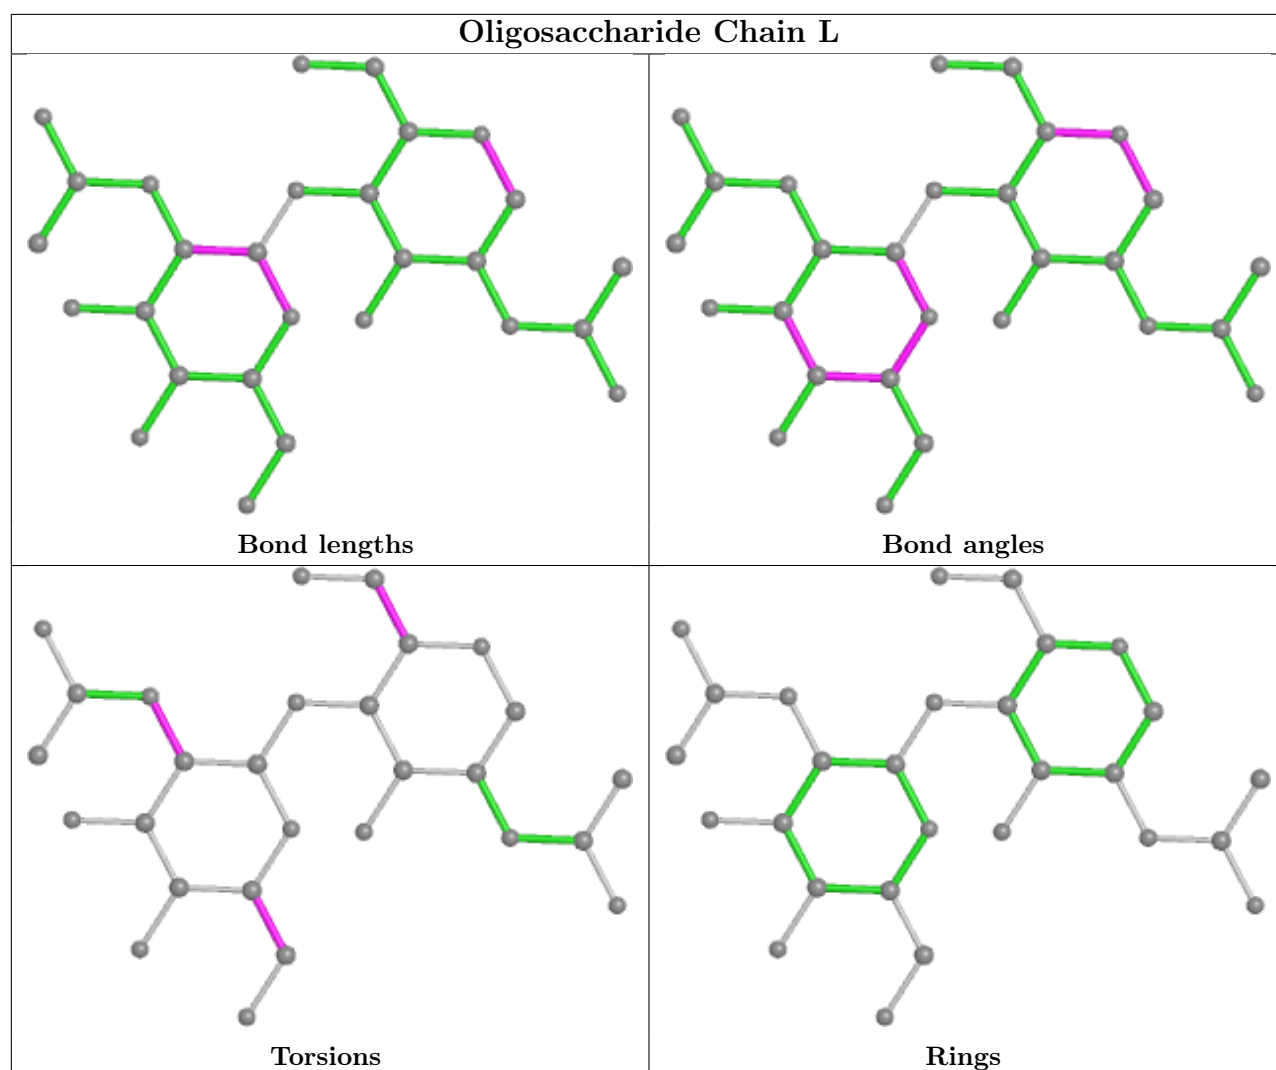 Oligosaccharide Chain L
Bond lengths
Bond angles
Torsions
Rings